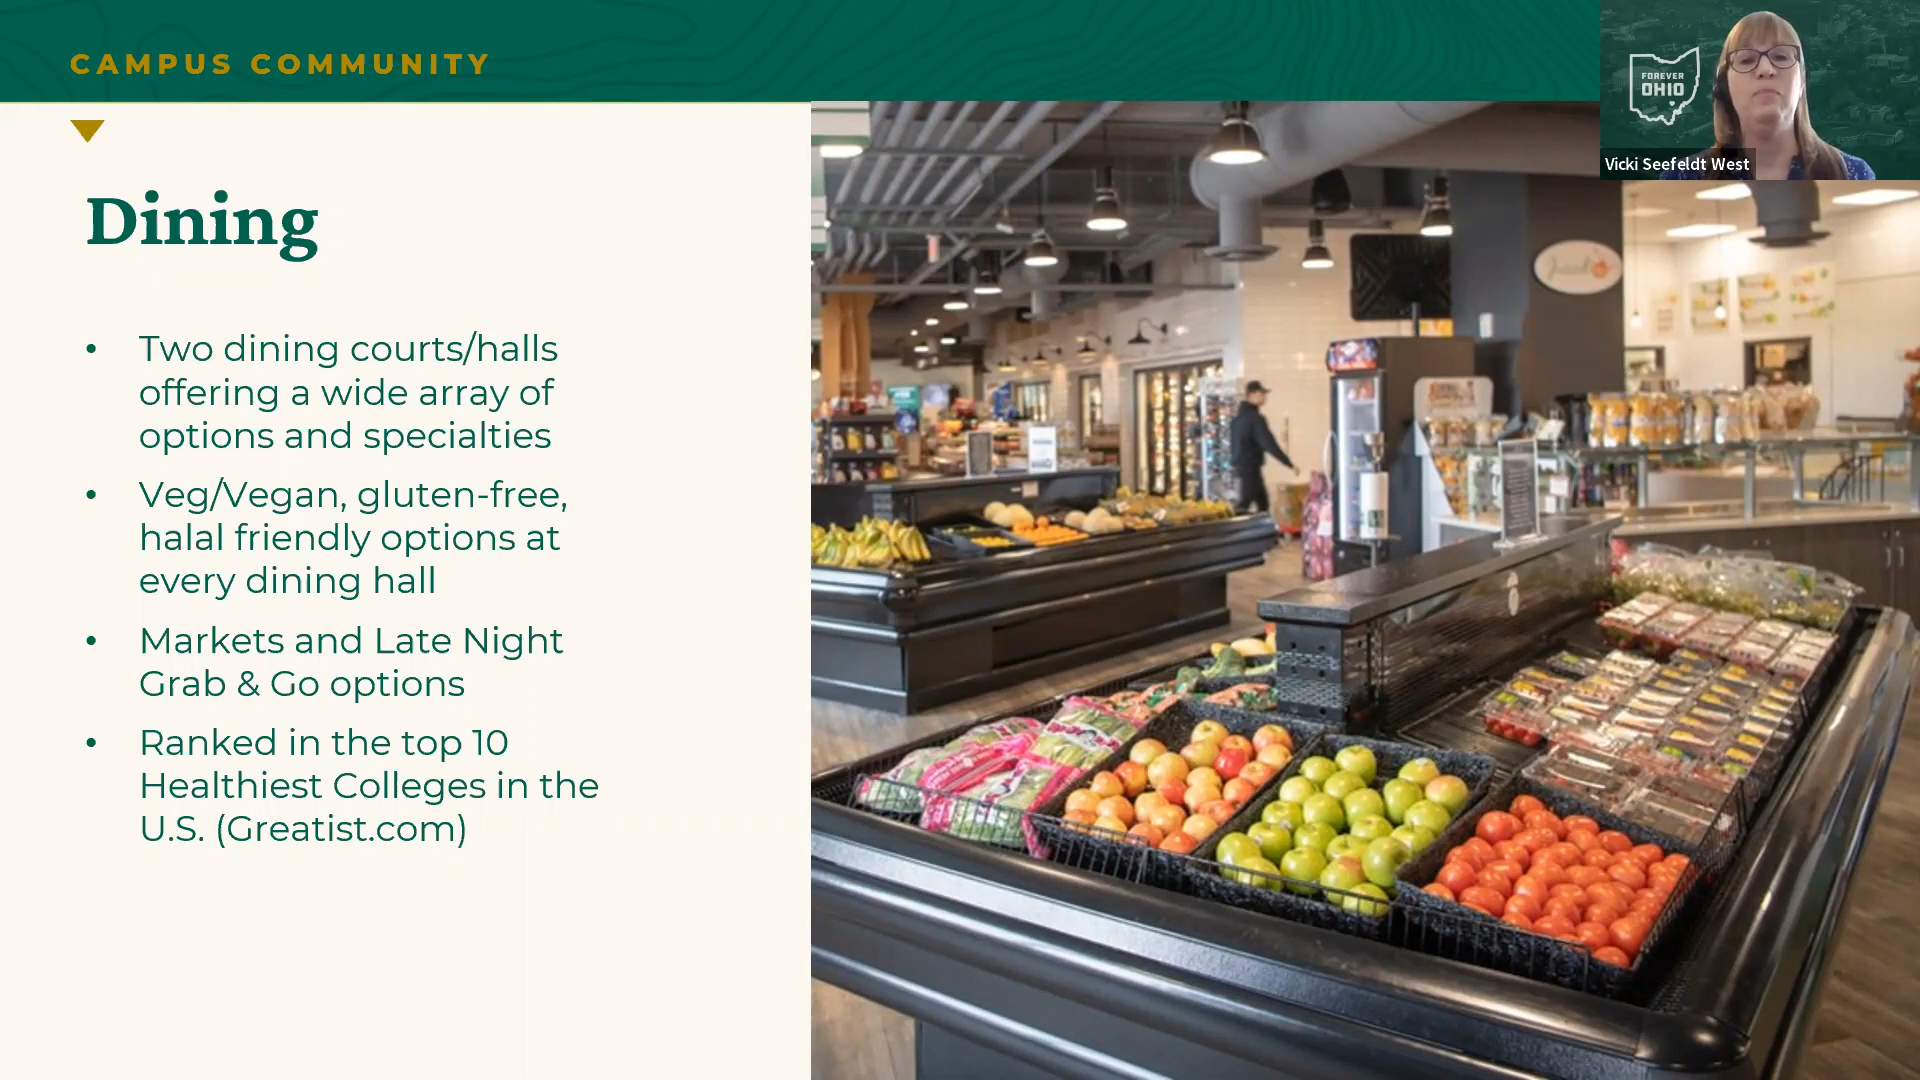 CAMPUS COMMUNITY
FOREVER
OHIO
Vicki Seefeldt West
Dining
• Two dining courts/halls
offering a wide array of
options and specialties
• Veg/Vegan, gluten-free,
halal friendly options at
every dining hall
• Markets and Late Night
Grab & Go options
• Ranked in the top 10
Healthiest Colleges in the
U.S. (Greatist.com)